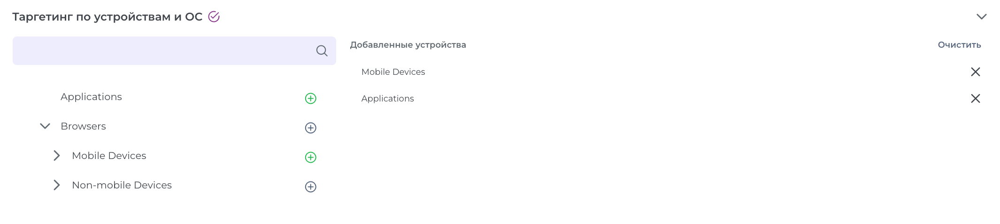 Таргетинг по устройствам и ОС
Добавленные устройства
Очистить
Mobile Devices
Applications
Applications
Browsers
Mobile Devices
Non-mobile Devices